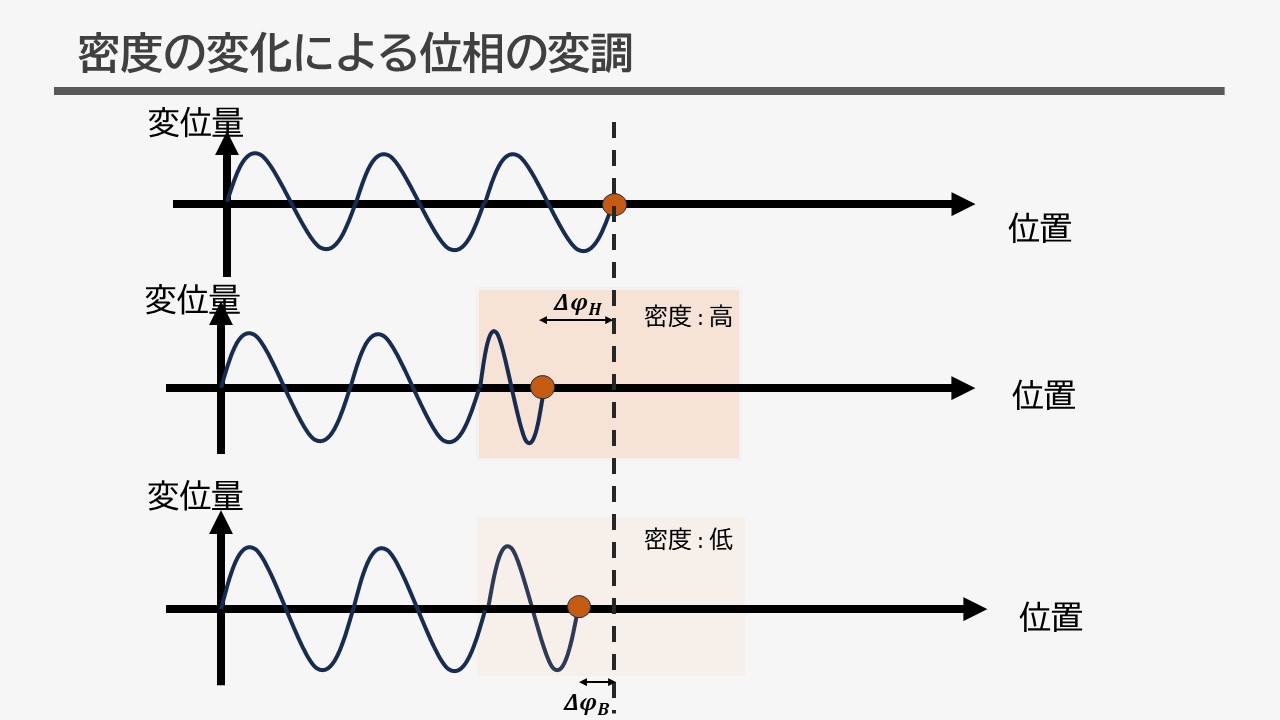 密度の変化による位相の変調
変位量
位置
変位量
Δφ_H
密度 : 高
位置
変位量
密度 : 低
位置
Δφ_B